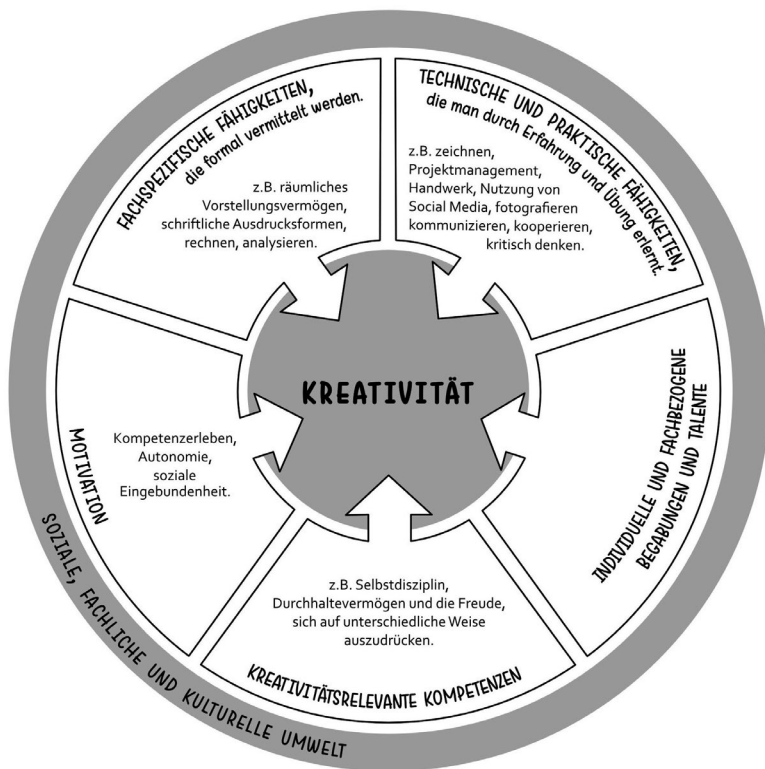 FACHSPEZIFISCHE FÄHIGKEITEN,
die formal vermittelt werden.
z.B. räumliches
Vorstellungsvermögen,
schriftliche Ausdrucksformen,
rechnen, analysieren.
TECHNISCHE UND PRAKTISCHE FÄHIGKEITEN,
die man durch Erfahrung und Übung erlernt.
z.B. zeichnen,
Projektmanagement,
Handwerk, Nutzung von
Social Media, fotografieren
kommunizieren, kooperieren,
kritisch denken.
KREATIVITÄT
MOTIVATION
Kompetenzerleben,
Autonomie,
soziale
Eingebundenheit.
INDIVIDUELLE UND FACHBEZOGENE
BEGABUNGEN UND TALENTE
z.B. Selbstdisziplin,
Durchhaltevermögen und die Freude,
sich auf unterschiedliche Weise
auszudrücken.
KREATIVITÄTSRELEVANTE KOMPETENZEN
SOZIALE, FACHLICHE UND KULTURELLE UMWELT